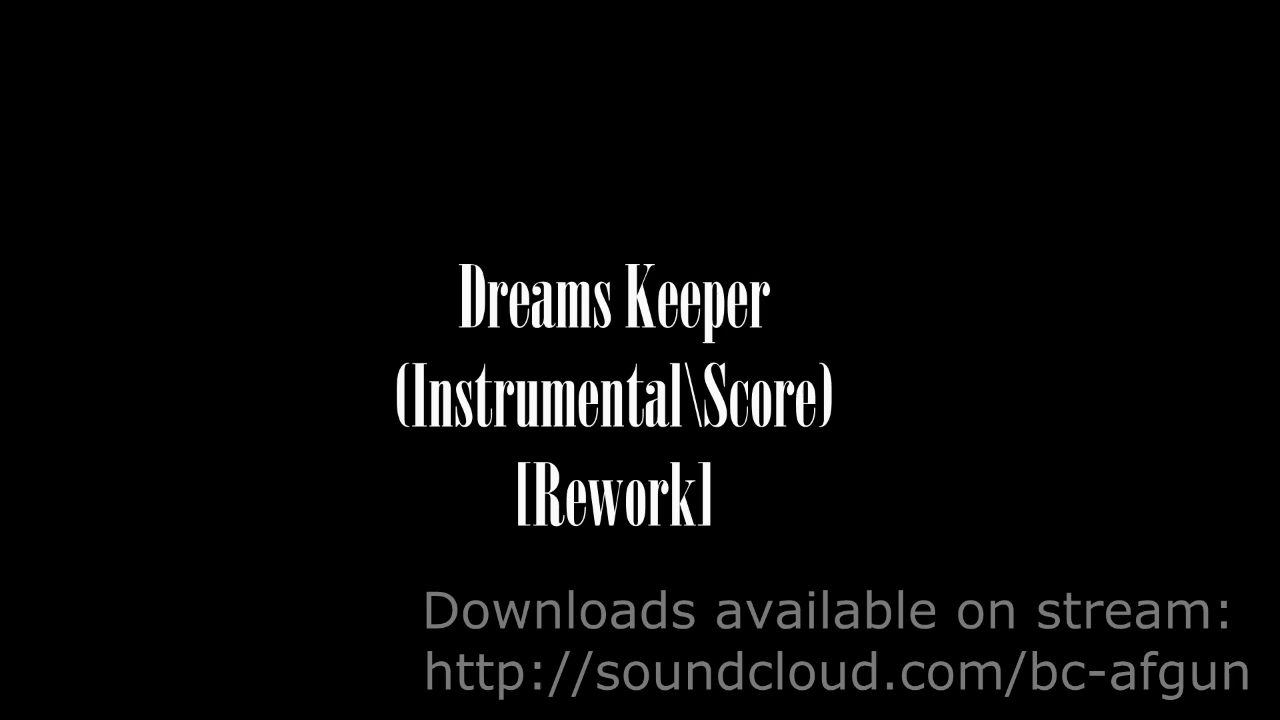 Dreams Keeper
(Instrumental\Score)
[Rework]
Downloads available on stream:
http://soundcloud.com/bc-afgun